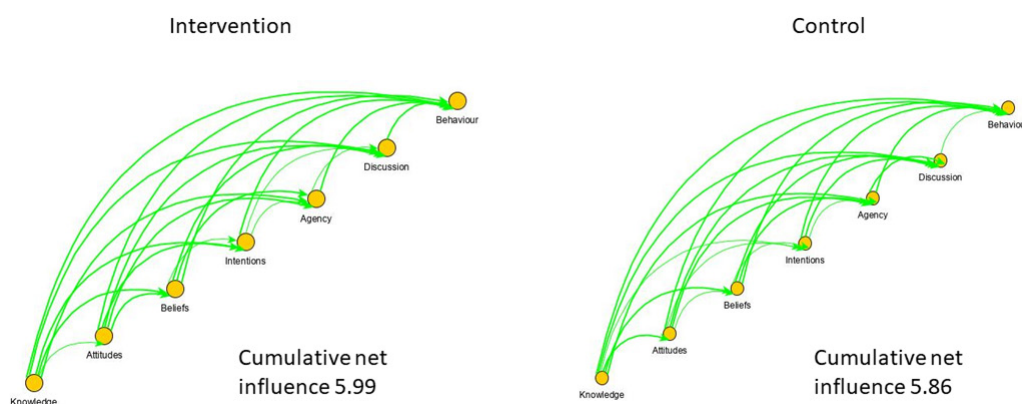 Intervention
Behaviour
Discussion
Agency
Intentions
Beliefs
Attitudes
Knowledge
Cumulative net
influence 5.99
Control
Behaviour
Discussion
Agency
Intentions
Beliefs
Attitudes
Knowledge
Cumulative net
influence 5.86